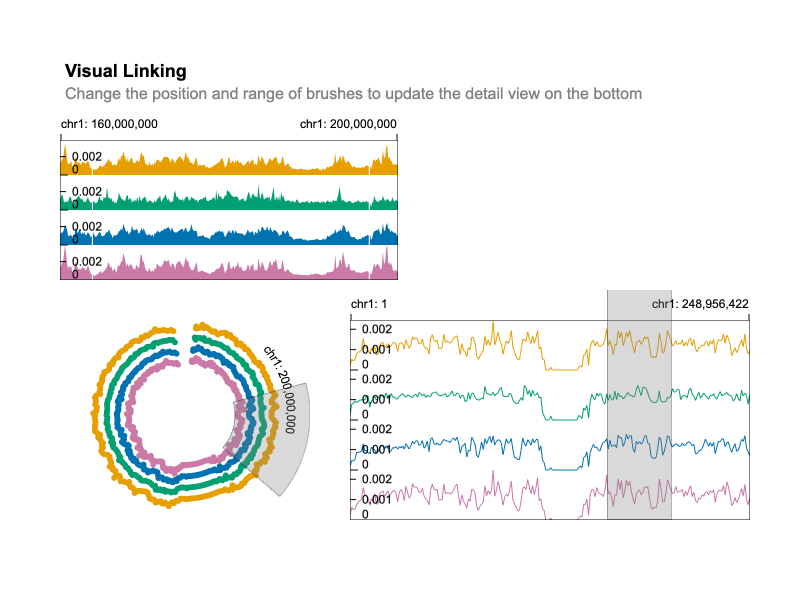 Visual Linking
Change the position and range of brushes to update the detail view on the bottom
chr1: 160,000,000
chr1: 200,000,000
0.002
0
0.002
0
0.002
0
0.002
0
chr1: 200,000,000
chr1: 1
chr1: 248,956,422
0.002
0.001
0
0.002
0.001
0
0.002
0.001
0
0.002
0.001
0